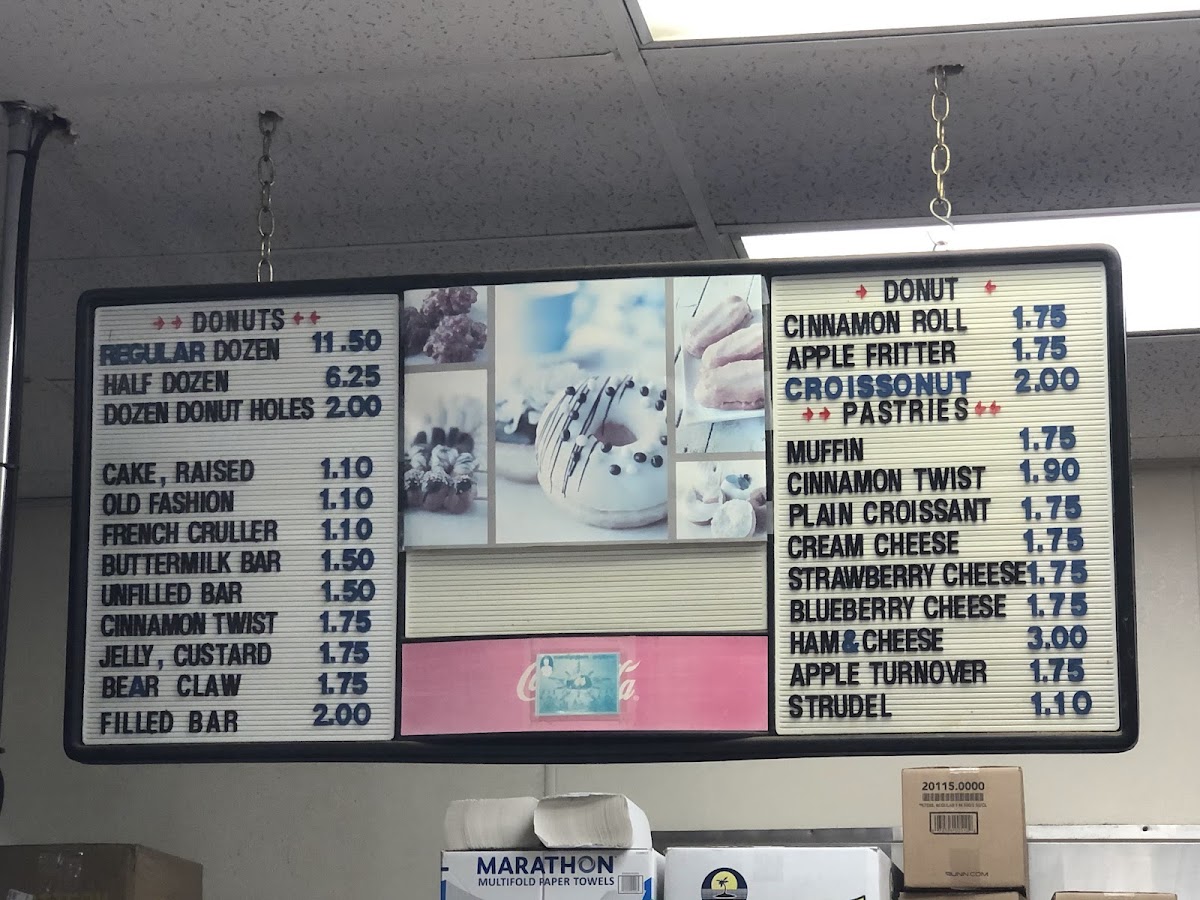 DONUTS
REGULAR DOZEN 11.50
HALF DOZEN 6.25
DOZEN DONUT HOLES 2.00
CAKE, RAISED 1.10
OLD FASHION 1.10
FRENCH CRULLER 1.10
BUTTERMILK BAR 1.50
UNFILLED BAR 1.50
CINNAMON TWIST 1.75
JELLY, CUSTARD 1.75
BEAR CLAW 1.75
FILLED BAR 2.00
DONUT
CINNAMON ROLL 1.75
APPLE FRITTER 1.75
CROISSONUT 2.00
PASTRIES
MUFFIN 1.75
CINNAMON TWIST 1.90
PLAIN CROISSANT 1.75
CREAM CHEESE 1.75
STRAWBERRY CHEESE 1.75
BLUEBERRY CHEESE 1.75
HAM & CHEESE 3.00
APPLE TURNOVER 1.75
STRUDEL 1.10
20115.0000
MARATHON
MULTIFOLD PAPER TOWELS